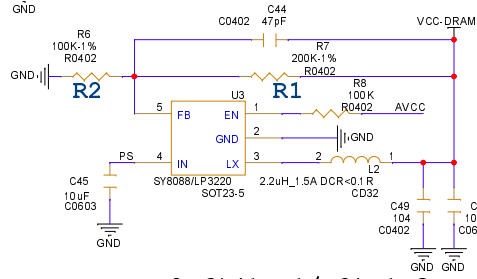 GND
C44
C0402 47pF
VCC-DRAM
R6
100K-1%
R0402
GND
R2
R7
200K-1%
R0402
R1
R8
100K
R0402
AVCC
U3
5 FB EN 1
GND 2 GND
PS 4 IN LX 3 2 1
L2
SY8088/LP3220
SOT23-5
2.2uH_1.5A DCR<0.1R
CD32
C45
10uF
C0603
GND
C49
104
C0402
GND
C
10
C06
GND